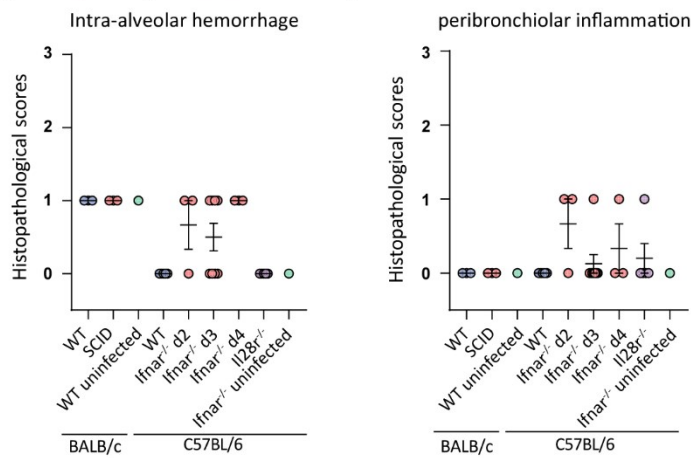 Intra-alveolar hemorrhage
Histopathological scores
3
2
1
0
WT
SCID
WT uninfected
WT
Ifnar-/- d2
Ifnar-/- d3
Ifnar-/- d4
Il28r-/-
Ifnar-/- uninfected
BALB/c
C57BL/6
peribronchiolar inflammation
Histopathological scores
3
2
1
0
WT
SCID
WT uninfected
WT
Ifnar-/- d2
Ifnar-/- d3
Ifnar-/- d4
Il28r-/-
Ifnar-/- uninfected
BALB/c
C57BL/6